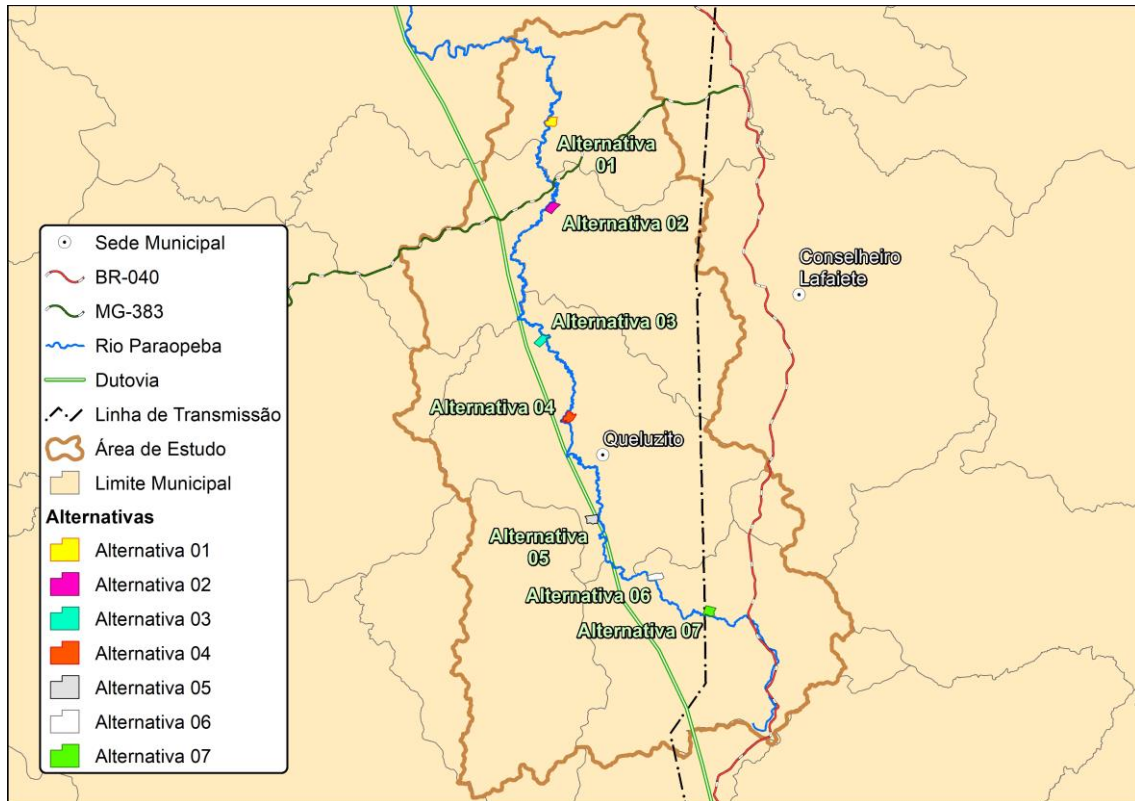 Alternativa
01
Alternativa 02
Conselheiro
Lafaiete
Alternativa 03
Alternativa 04
Queluzito
Alternativa
05
Alternativa 06
Alternativa 07
Sede Municipal
BR-040
MG-383
Rio Paraopeba
Dutovia
Linha de Transmissão
Área de Estudo
Limite Municipal
Alternativas
Alternativa 01
Alternativa 02
Alternativa 03
Alternativa 04
Alternativa 05
Alternativa 06
Alternativa 07